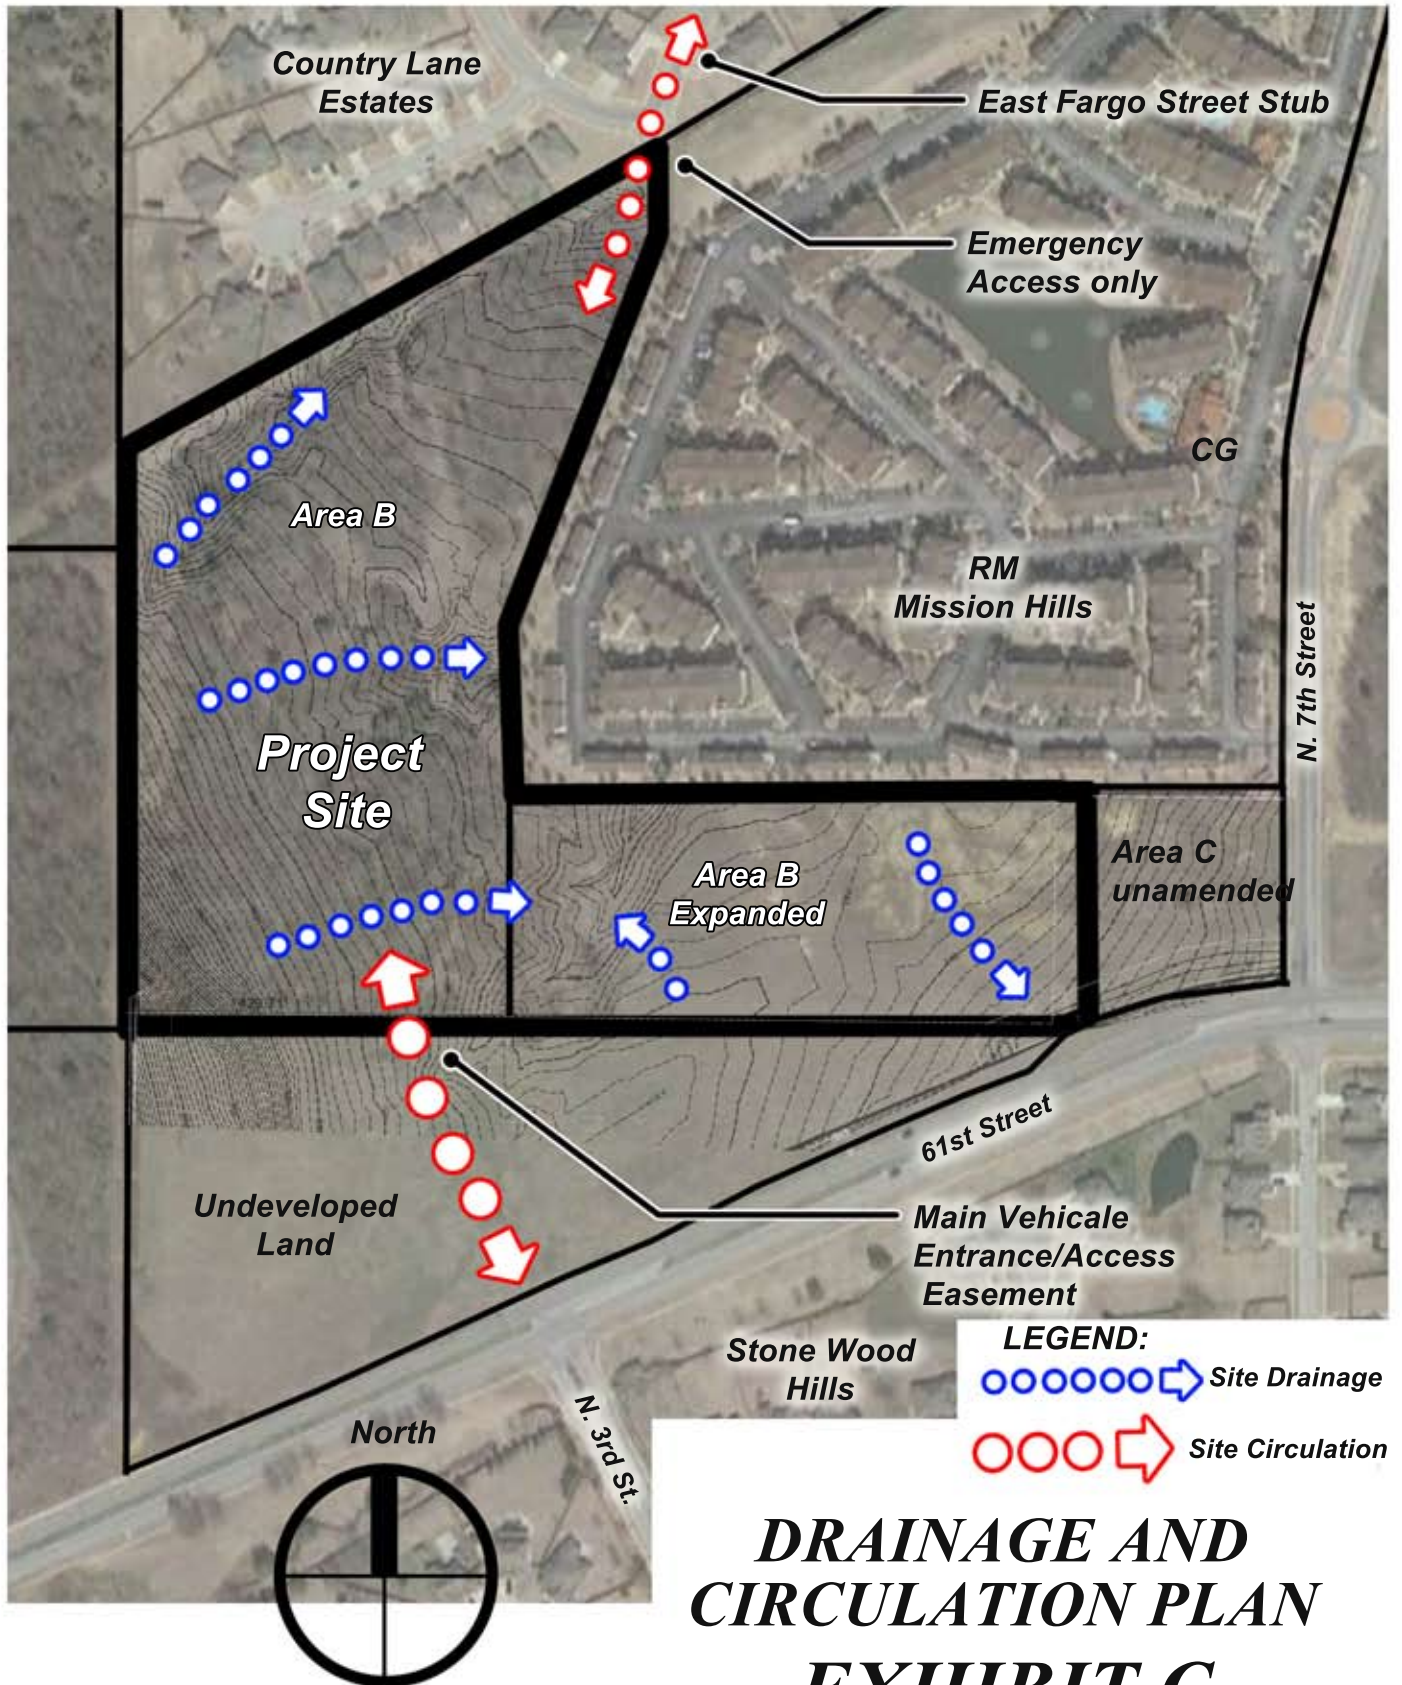 Country Lane
Estates
East Fargo Street Stub
Emergency
Access only
CG
Area B
RM
Mission Hills
N. 7th Street
Project
Site
Area B
Expanded
Area C
unamended
61st Street
Undeveloped
Land
Main Vehicale
Entrance/Access
Easement
Stone Wood
Hills
N. 3rd St.
North
LEGEND:
Site Drainage
Site Circulation
DRAINAGE AND
CIRCULATION PLAN
EXHIBIT C